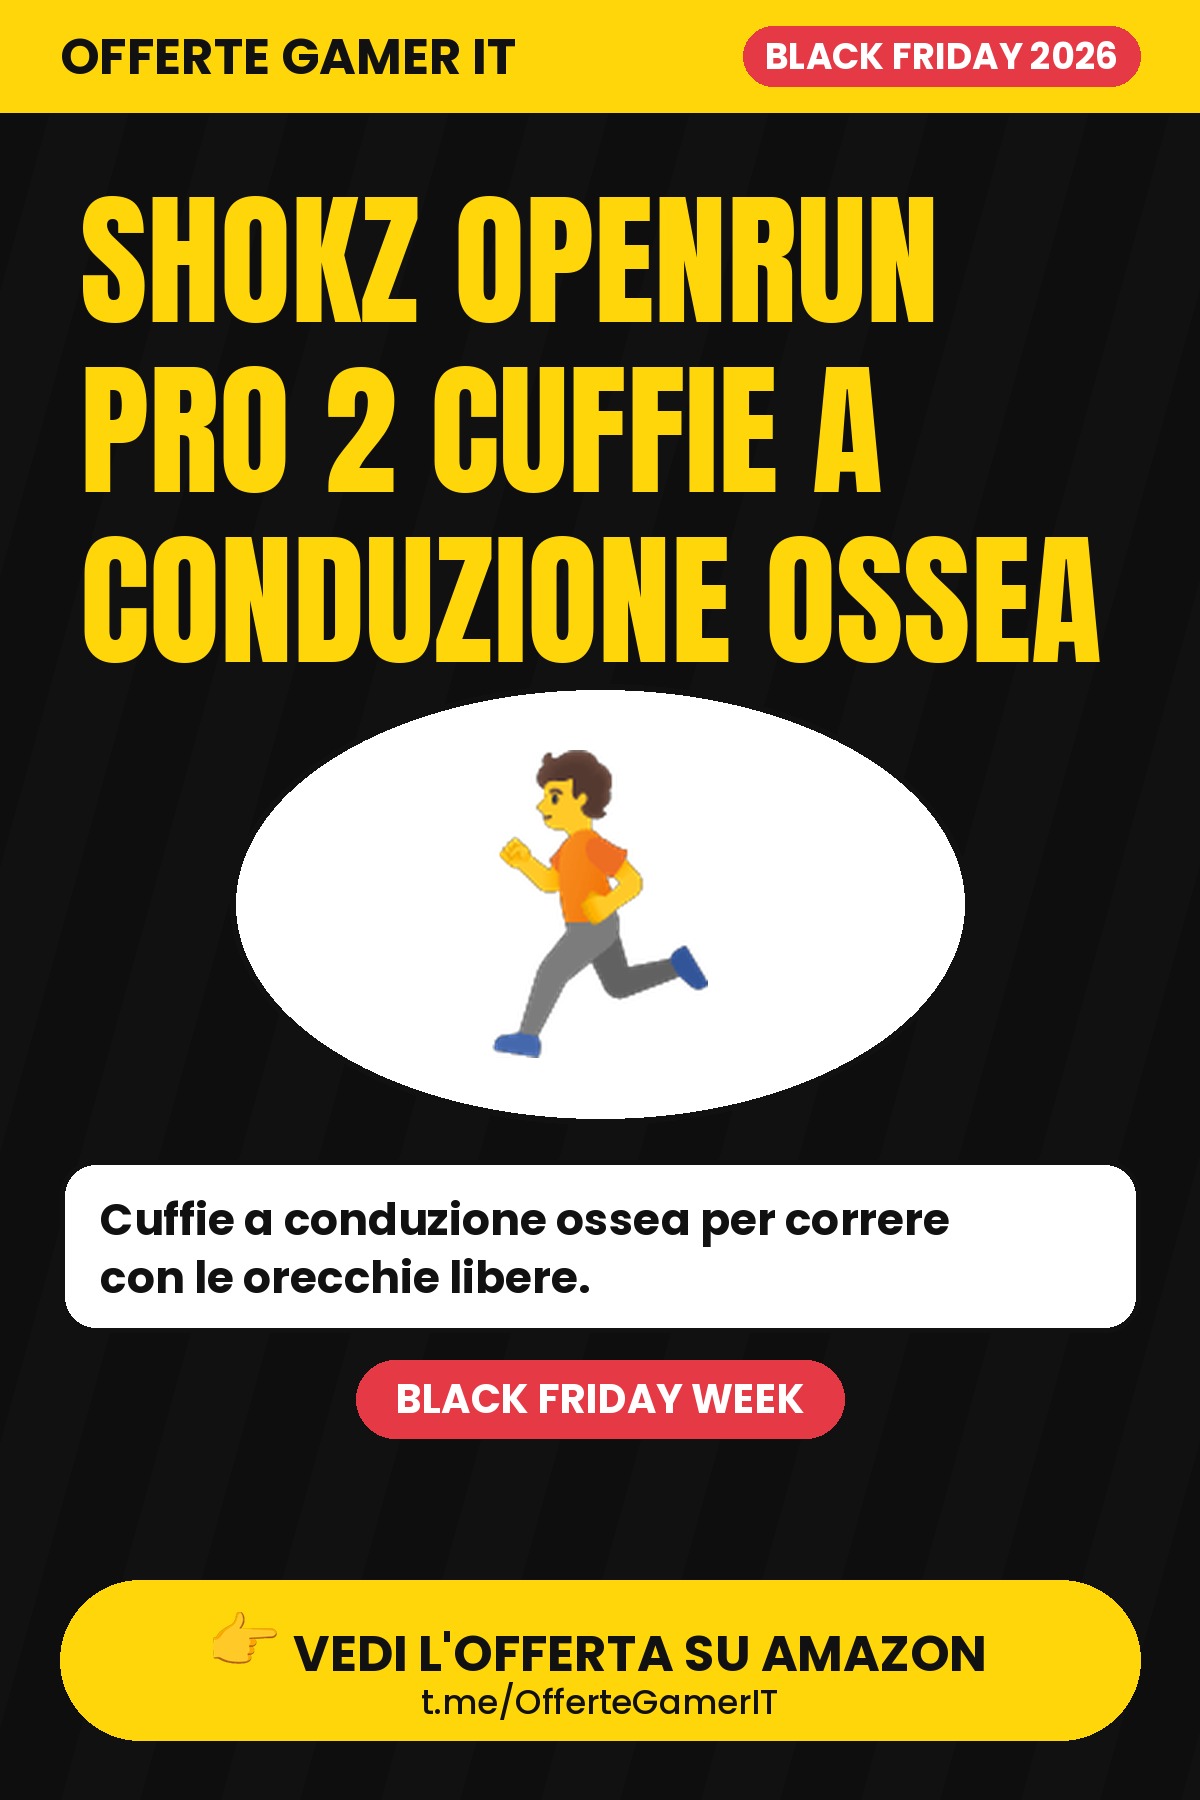 OFFERTE GAMER IT
BLACK FRIDAY 2026
SHOKZ OPENRUN
PRO 2 CUFFIE A
CONDUZIONE OSSEA
Cuffie a conduzione ossea per correre
con le orecchie libere.
BLACK FRIDAY WEEK
👉 VEDI L'OFFERTA SU AMAZON
t.me/OfferteGamerIT